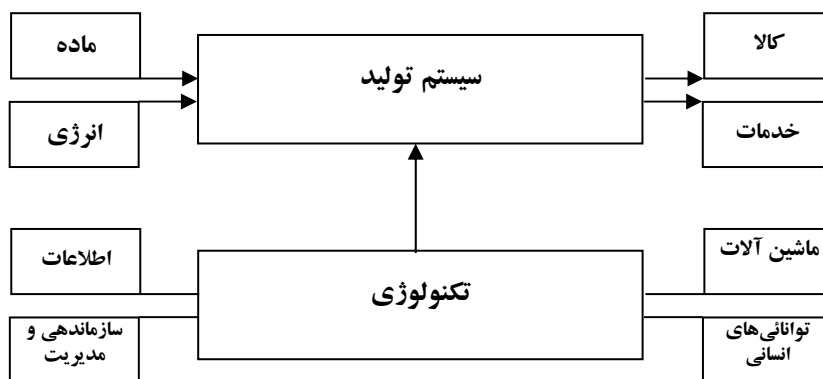 ماده
سیستم تولید
کالا
انرژی
خدمات
اطلاعات
تکنولوژی
ماشین آلات
سازماندهی و
مدیریت
توانائی‌های
انسانی